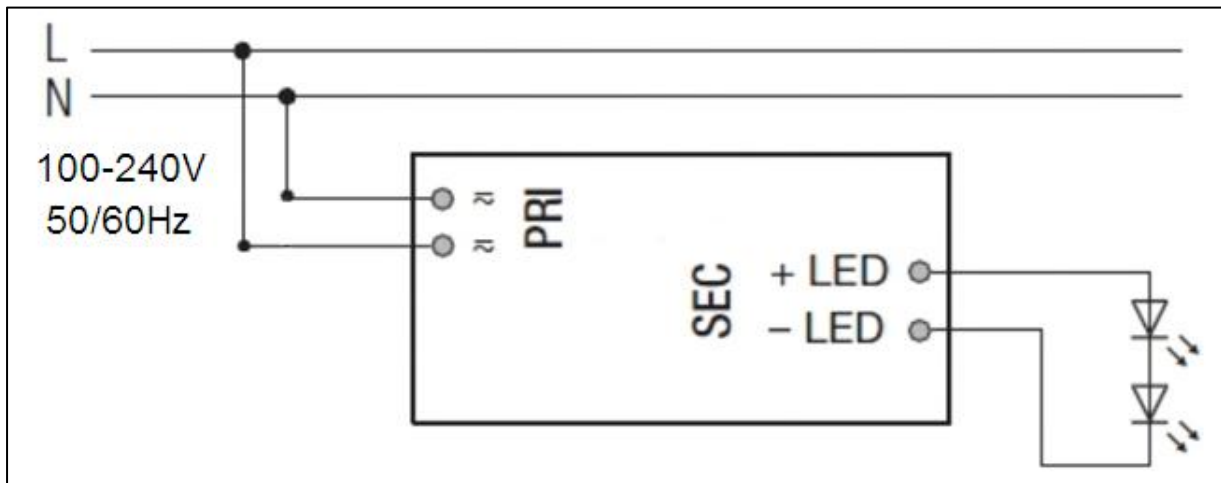 L
N
100-240V
50/60Hz
≂ PRI
≂
SEC
+ LED
– LED